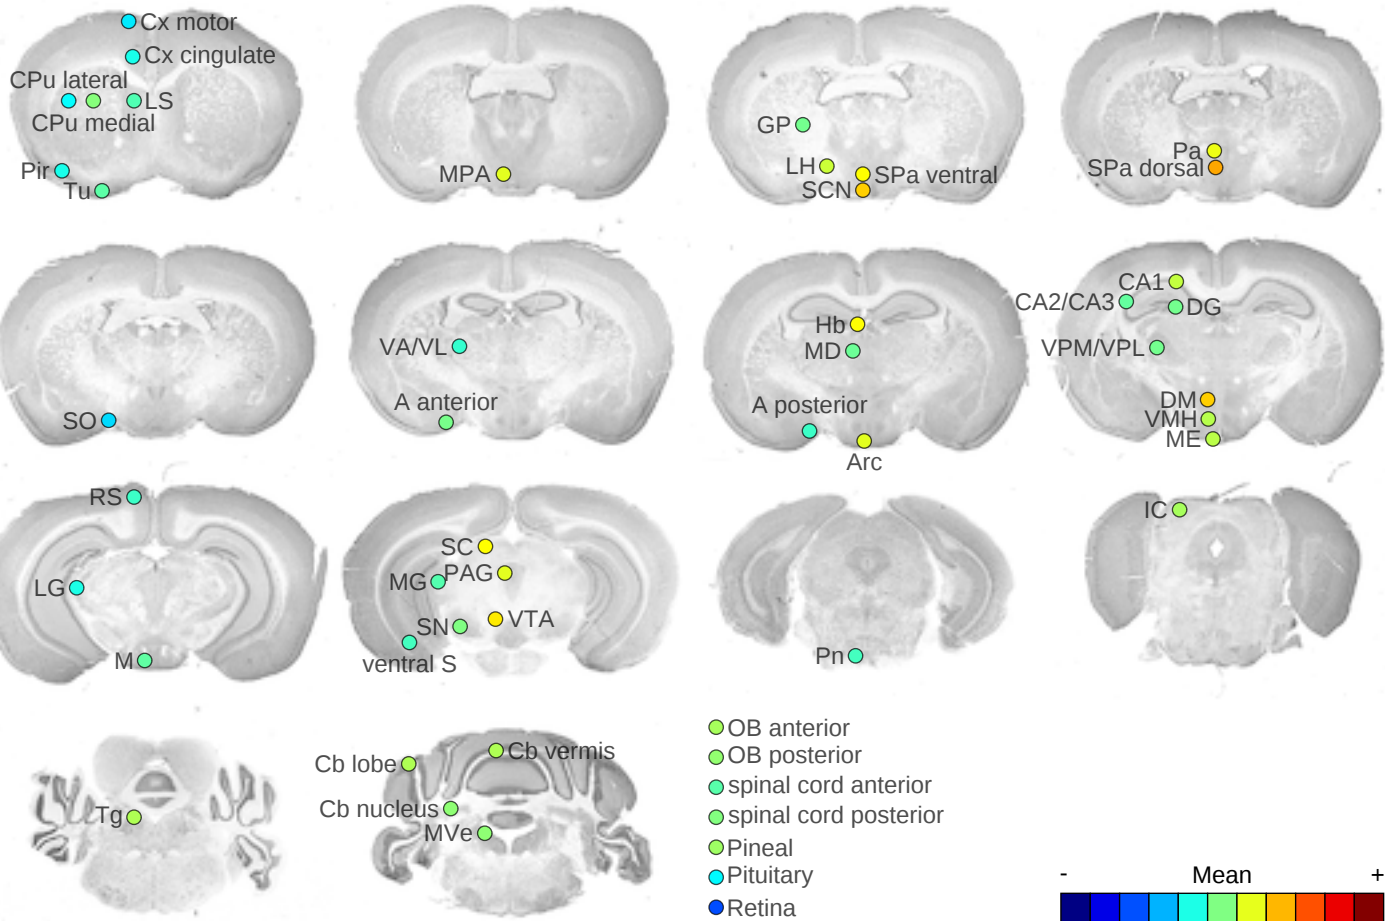 Cx motor
Cx cingulate
CPu lateral
LS
CPu medial
Pir
Tu
MPA
GP
LH
SPa ventral
SCN
Pa
SPa dorsal
SO
VA/VL
A anterior
Hb
MD
A posterior
Arc
CA1
CA2/CA3
DG
VPM/VPL
DM
VMH
ME
RS
LG
M
SC
PAG
MG
SN
VTA
ventral S
Pn
IC
Tg
Cb lobe
Cb vermis
Cb nucleus
MVe
OB anterior
OB posterior
spinal cord anterior
spinal cord posterior
Pineal
Pituitary
Retina
- Mean +